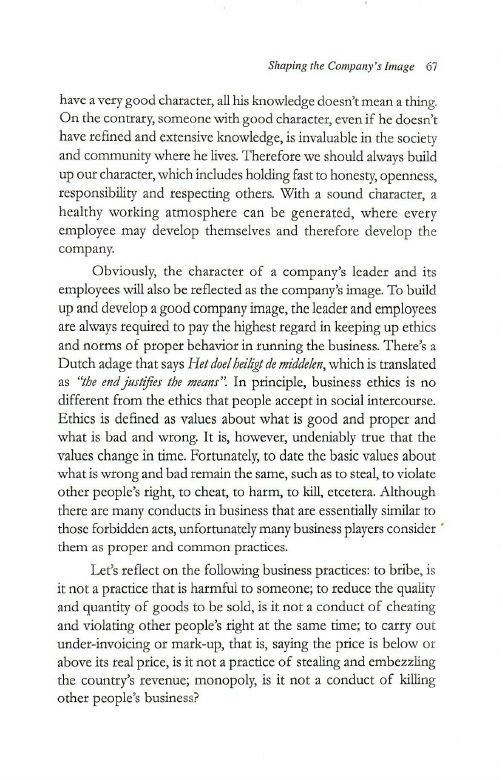 Shaping the Company's Image 67
have a very good character, all his knowledge doesn't mean a thing.
On the contrary, someone with good character, even if he doesn't
have refined and extensive knowledge, is invaluable in the society
and community where he lives. Therefore we should always build
up our character, which includes holding fast to honesty, openness,
responsibility and respecting others. With a sound character, a
healthy working atmosphere can be generated, where every
employee may develop themselves and therefore develop the
company.
Obviously, the character of a company's leader and its
employees will also be reflected as the company's image. To build
up and develop a good company image, the leader and employees
are always required to pay the highest regard in keeping up ethics
and norms of proper behavior in running the business. There's a
Dutch adage that says Het doel heiligt de middelen, which is translated
as "the end justifies the means". In principle, business ethics is no
different from the ethics that people accept in social intercourse.
Ethics is defined as values about what is good and proper and
what is bad and wrong. It is, however, undeniably true that the
values change in time. Fortunately, to date the basic values about
what is wrong and bad remain the same, such as to steal, to violate
other people's right, to cheat, to harm, to kill, etcetera. Although
there are many conducts in business that are essentially similar to
those forbidden acts, unfortunately many business players consider
them as proper and common practices.
Let's reflect on the following business practices: to bribe, is
it not a practice that is harmful to someone; to reduce the quality
and quantity of goods to be sold, is it not a conduct of cheating
and violating other people's right at the same time; to carry out
under-invoicing or mark-up, that is, saying the price is below or
above its real price, is it not a practice of stealing and embezzling
the country's revenue; monopoly, is it not a conduct of killing
other people's business?